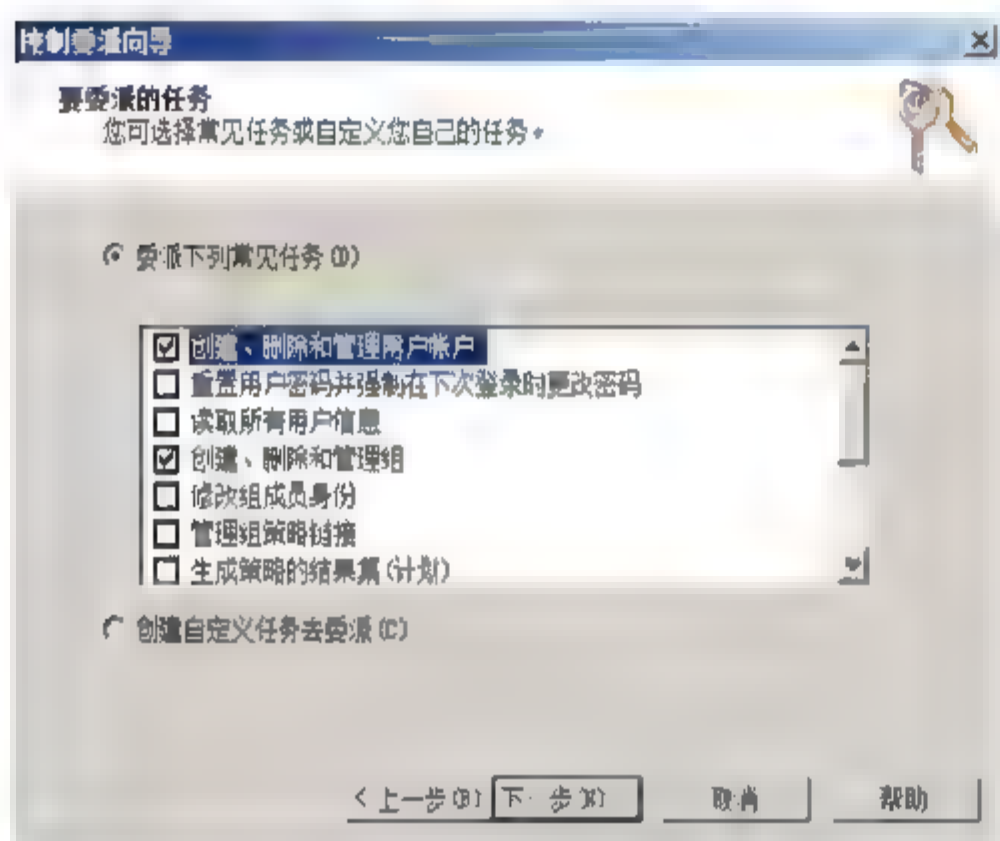 控制委派向导
要委派的任务
您可选择常见任务或自定义您自己的任务。
委派下列常见任务(D)
创建、删除和管理用户帐户
重置用户密码并强制在下次登录时更改密码
读取所有用户信息
创建、删除和管理组
修改组成员身份
管理组策略链接
生成策略的结果集(计划)
创建自定义任务去委派(C)
< 上一步(B) 下一步(N) 取消 帮助